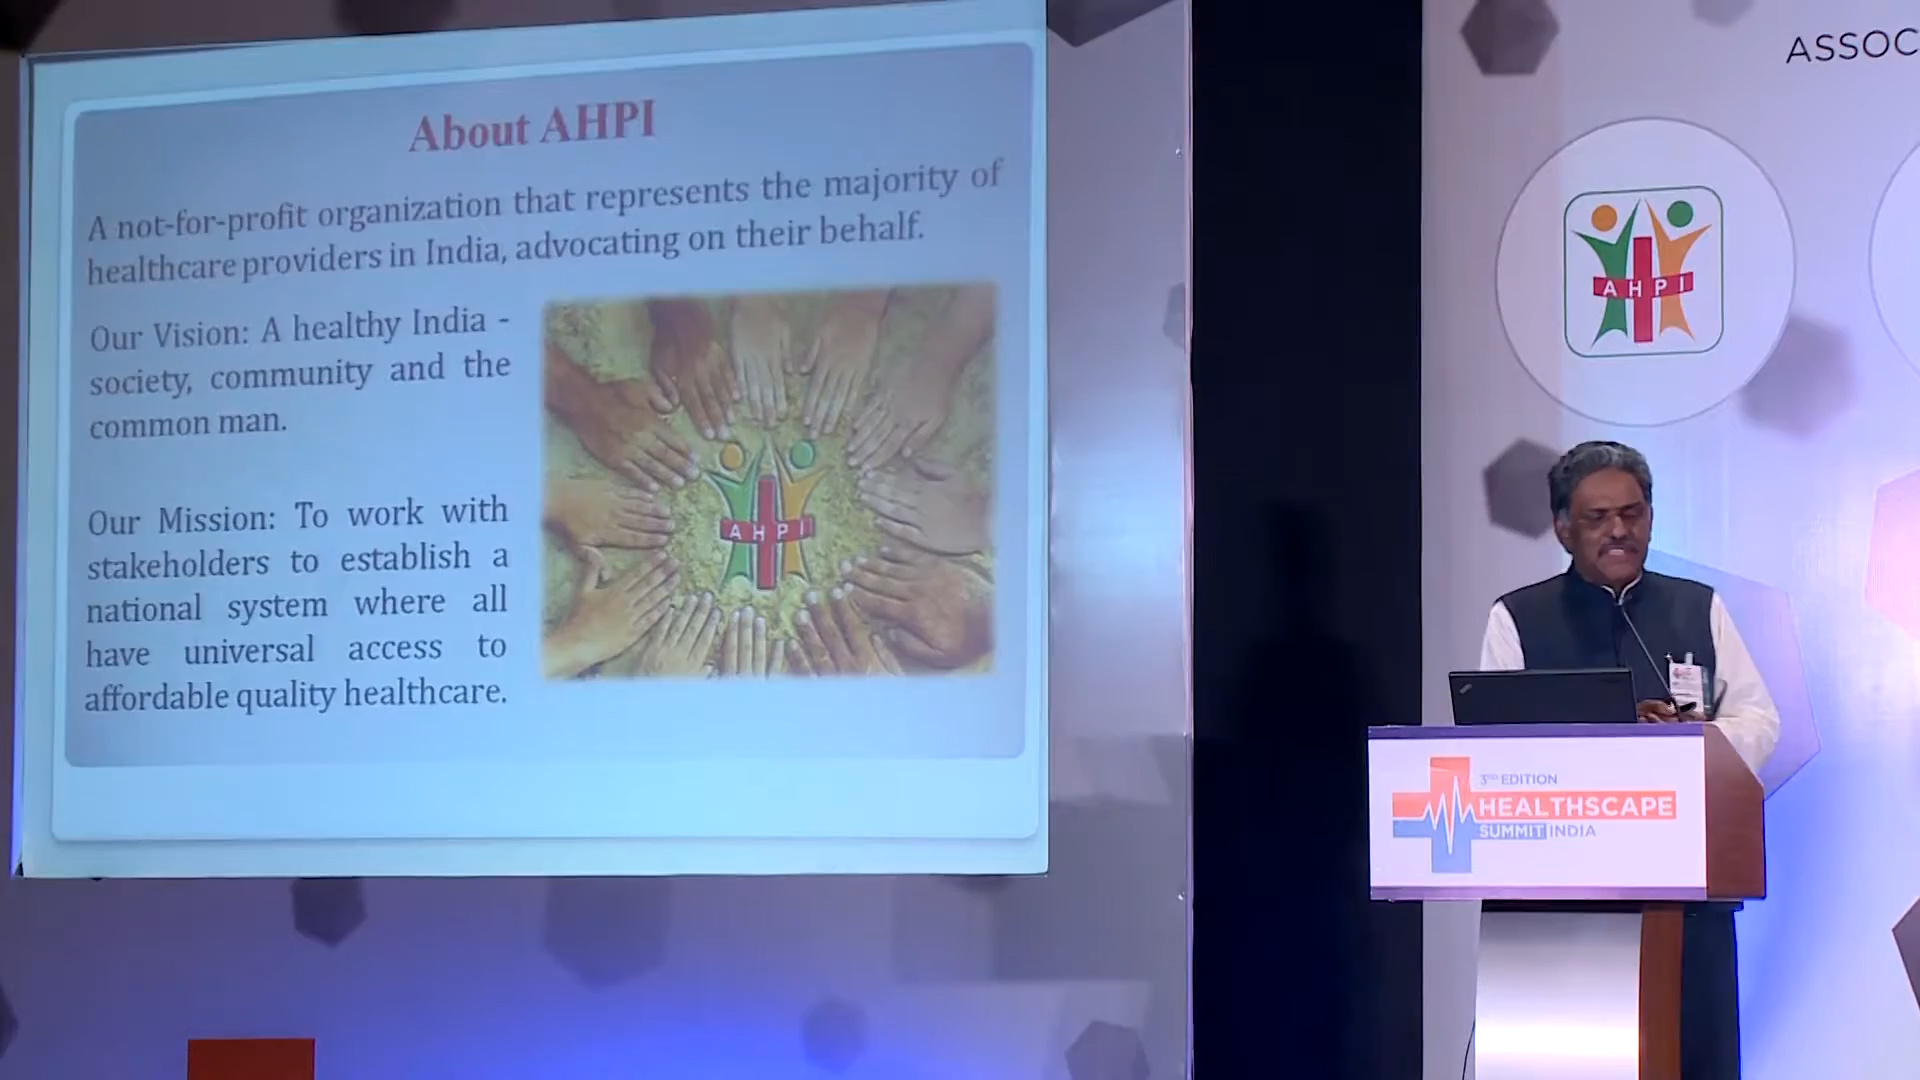 About AHPI
A not-for-profit organization that represents the majority of
healthcare providers in India, advocating on their behalf.
Our Vision: A healthy India -
society, community and the
common man.
Our Mission: To work with
stakeholders to establish a
national system where all
have universal access to
affordable quality healthcare.
AHPI
ASSOC
AHPI
3RD EDITION
HEALTHSCAPE
SUMMIT INDIA